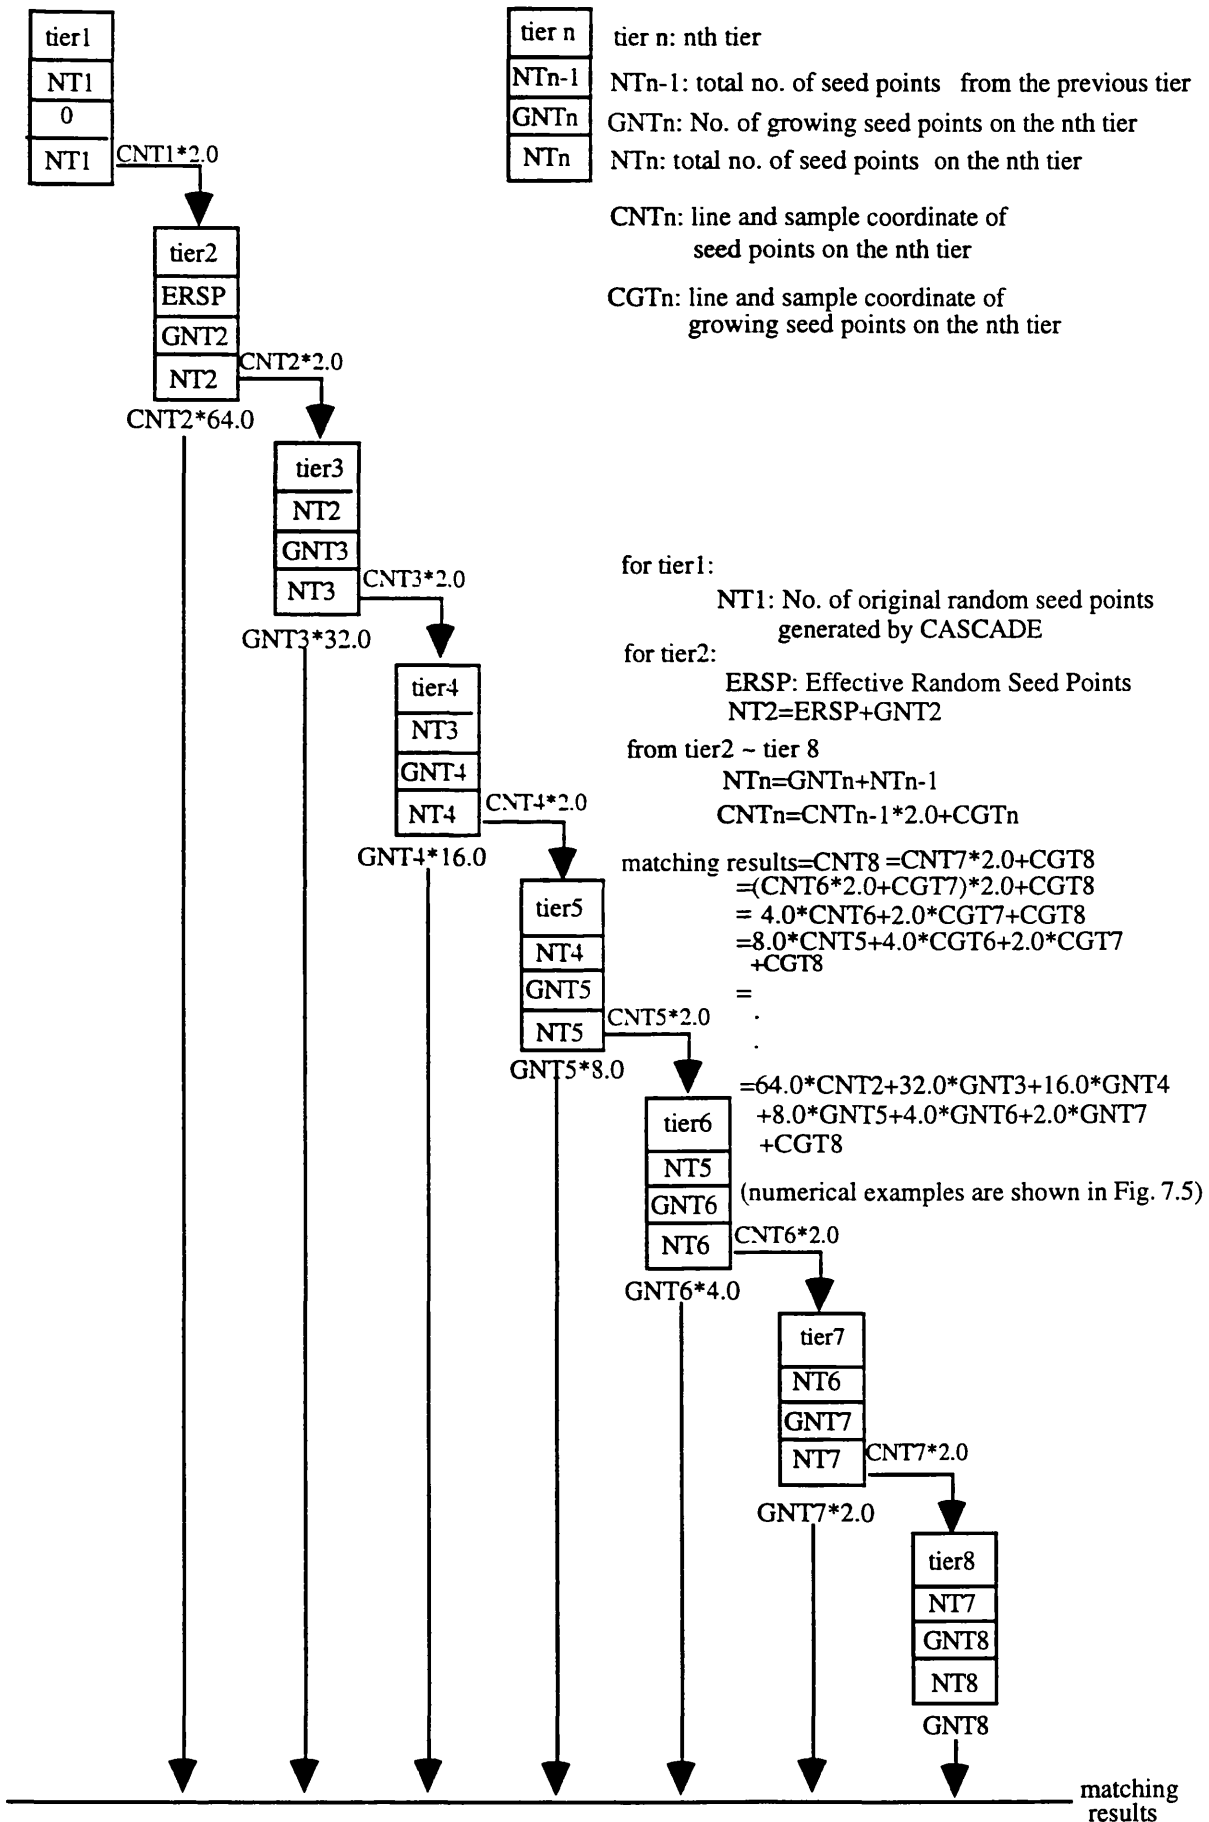 tier1
NT1
0
NT1
CNT1*2.0
tier n
NTn-1
GNTn
NTn
tier n: nth tier
NTn-1: total no. of seed points from the previous tier
GNTn: No. of growing seed points on the nth tier
NTn: total no. of seed points on the nth tier
CNTn: line and sample coordinate of
seed points on the nth tier
CGTn: line and sample coordinate of
growing seed points on the nth tier
tier2
ERSP
GNT2
NT2
CNT2*2.0
CNT2*64.0
tier3
NT2
GNT3
NT3
CNT3*2.0
GNT3*32.0
tier4
NT3
GNT4
NT4
CNT4*2.0
GNT4*16.0
for tier1:
NT1: No. of original random seed points
generated by CASCADE
for tier2:
ERSP: Effective Random Seed Points
NT2=ERSP+GNT2
from tier2 ~ tier 8
NTn=GNTn+NTn-1
CNTn=CNTn-1*2.0+CGTn
matching results=CNT8 =CNT7*2.0+CGT8
=(CNT6*2.0+CGT7)*2.0+CGT8
= 4.0*CNT6+2.0*CGT7+CGT8
=8.0*CNT5+4.0*CGT6+2.0*CGT7
+CGT8
=
.
.
=64.0*CNT2+32.0*GNT3+16.0*GNT4
+8.0*GNT5+4.0*GNT6+2.0*GNT7
+CGT8
(numerical examples are shown in Fig. 7.5)
tier5
NT4
GNT5
NT5
CNT5*2.0
GNT5*8.0
tier6
NT5
GNT6
NT6
CNT6*2.0
GNT6*4.0
tier7
NT6
GNT7
NT7
CNT7*2.0
GNT7*2.0
tier8
NT7
GNT8
NT8
GNT8
matching
results